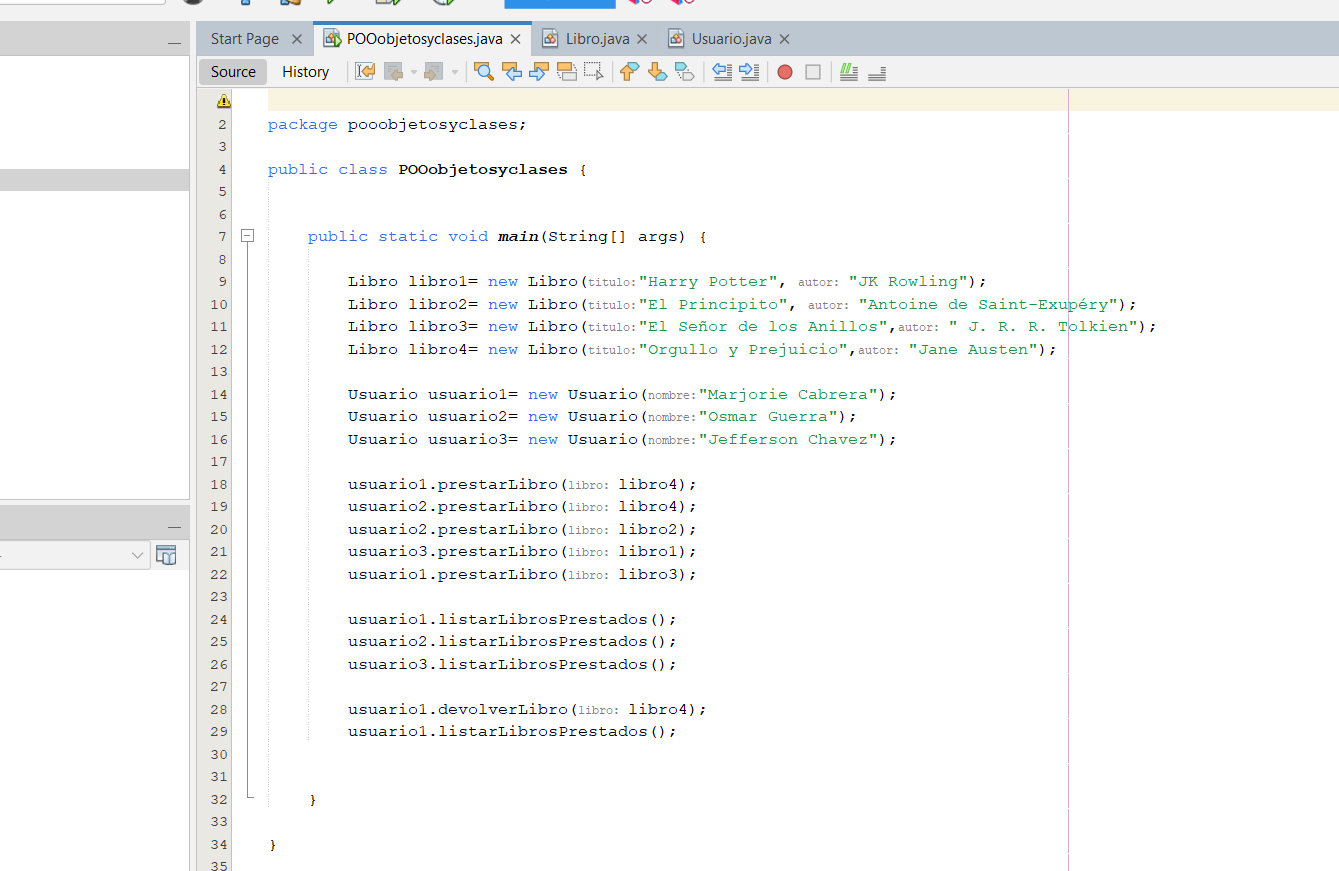 Start Page POOobjetosyclases.java Libro.java Usuario.java
Source History
2 package pooobjetosyclases;
3
4 public class POOobjetosyclases {
5
6
7 public static void main(String[] args) {
8
9 Libro libro1= new Libro(titulo:"Harry Potter", autor: "JK Rowling");
10 Libro libro2= new Libro(titulo:"El Principito", autor: "Antoine de Saint-Exupéry");
11 Libro libro3= new Libro(titulo:"El Señor de los Anillos",autor: " J. R. R. Tolkien");
12 Libro libro4= new Libro(titulo:"Orgullo y Prejuicio",autor: "Jane Austen");
13
14 Usuario usuario1= new Usuario(nombre:"Marjorie Cabrera");
15 Usuario usuario2= new Usuario(nombre:"Osmar Guerra");
16 Usuario usuario3= new Usuario(nombre:"Jefferson Chavez");
17
18 usuario1.prestarLibro(libro: libro4);
19 usuario2.prestarLibro(libro: libro4);
20 usuario2.prestarLibro(libro: libro2);
21 usuario3.prestarLibro(libro: libro1);
22 usuario1.prestarLibro(libro: libro3);
23
24 usuario1.listarLibrosPrestados();
25 usuario2.listarLibrosPrestados();
26 usuario3.listarLibrosPrestados();
27
28 usuario1.devolverLibro(libro: libro4);
29 usuario1.listarLibrosPrestados();
30
31
32 }
33
34 }
35